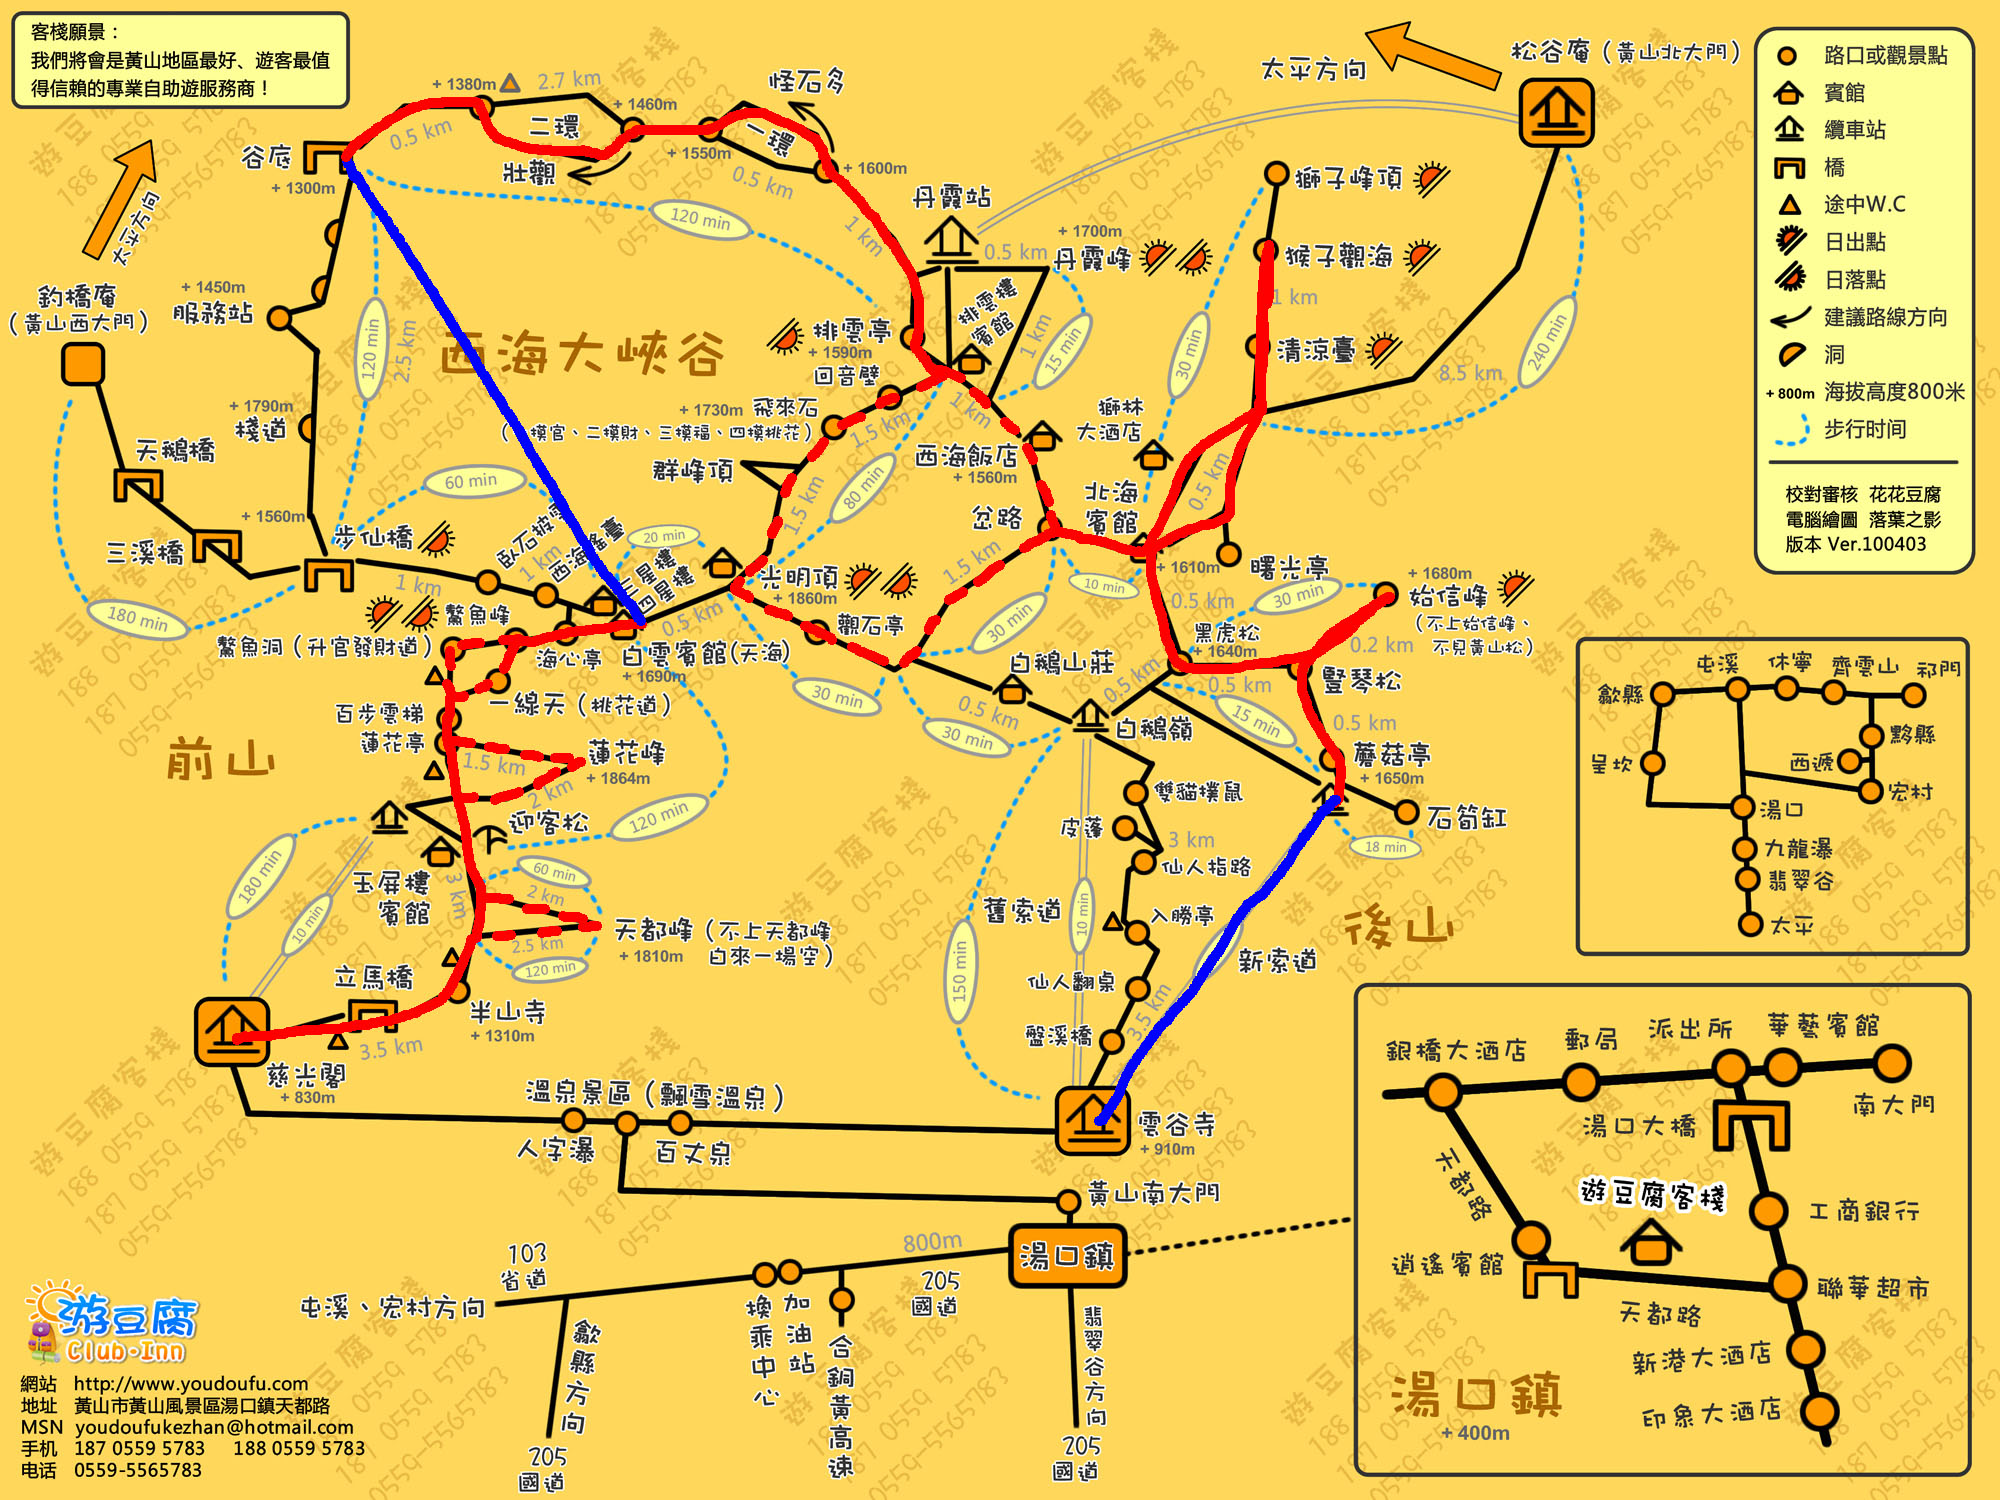 客棧願景：
我們將會是黃山地區最好、遊客最值
得信賴的專業自助遊服務商！
+ 1380m
2.7 km
+ 1460m
怪石多
太平方向
松谷庵（黃山北大門）
0.5 km
二環
一環
谷底
+ 1300m
壯觀
+ 1550m
0.5 km
+ 1600m
太平方向
120 min
1 km
丹霞站
0.5 km
+ 1700m
丹霞峰
獅子峰頂
猴子觀海
1 km
釣橋庵
（黃山西大門）
+ 1450m
服務站
120 min
2.5 km
西海大峽谷
排雲亭
+ 1590m
回音壁
排雲樓
賓館
1 km
15 min
30 min
清涼臺
240 min
8.5 km
+ 1790m
棧道
+ 1730m
飛來石
摸官、二摸財、三摸福、四摸桃花）
1.5 km
1 km
獅林
大酒店
天鵝橋
群峰頂
西海飯店
+ 1560m
60 min
80 min
1.5 km
0.5 km
北海
賓館
+ 1560m
岔路
三溪橋
步仙橋
臥石披雲
20 min
1 km
西海瑤臺
三星樓
四星樓
光明頂
+ 1860m
1.5 km
10 min
+ 1610m
曙光亭
0.5 km
30 min
+ 1680m
始信峰
（不上始信峰、
不見黃山松）
0.2 km
1 km
180 min
鰲魚峰
鰲魚洞（升官發財道）
海心亭
白雲賓館(天海)
+ 1690m
0.5 km
觀石亭
30 min
30 min
白鵝山莊
黑虎松
+ 1640m
0.5 km
0.5 km
豎琴松
一線天（桃花道）
0.5 km
30 min
白鵝嶺
15 min
0.5 km
百步雲梯
蓮花亭
前山
1.5 km
蓮花峰
+ 1864m
2 km
蘑菇亭
+ 1650m
石筍缸
18 min
雙貓樸鼠
皮蓬
3 km
仙人指路
迎客松
120 min
180 min
10 min
玉屏樓
賓館
60 min
2 km
3 km
天都峰（不上天都峰
白來一場空）
+ 1810m
2.5 km
120 min
舊索道
10 min
入勝亭
150 min
新索道
後山
立馬橋
半山寺
+ 1310m
3.5 km
仙人翻桌
盤溪橋
3.5 km
慈光閣
+ 830m
溫泉景區（飄雪溫泉）
人字瀑
百丈泉
雲谷寺
+ 910m
黃山南大門
湯口鎮
103
省道
800m
屯溪、宏村方向
歙縣方向
205
國道
換乘中心
加油站
合銅黃高速
205
國道
翡翠谷方向
205
國道
路口或觀景點
賓館
纜車站
橋
途中W.C
日出點
日落點
建議路線方向
洞
+ 800m 海拔高度800米
步行时间
校對審核 花花豆腐
電腦繪圖 落葉之影
版本 Ver.100403
屯溪
休寧
齊雲山
祁門
歙縣
呈坎
黟縣
西遞
宏村
湯口
九龍瀑
翡翠谷
太平
銀橋大酒店
郵局
派出所
華藝賓館
南大門
湯口大橋
天都路
遊豆腐客棧
工商銀行
逍遙賓館
天都路
聯華超市
新港大酒店
印象大酒店
湯口鎮
+ 400m
游豆腐
Club·Inn
網站 http://www.youdoufu.com
地址 黃山市黃山風景區湯口鎮天都路
MSN youdoufukezhan@hotmail.com
手机 187 0559 5783 188 0559 5783
电话 0559-5565783
遊豆腐客棧
188 0559 5783
187 0559 5783
0559-5565783